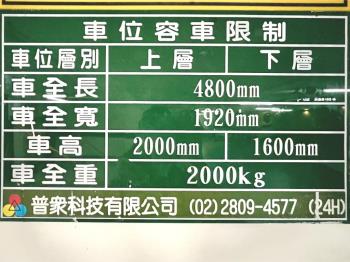 車位容車限制
車位層別 上層 下層
車全長 4800mm
車全寬 1920mm
車高 2000mm 1600mm
車全重 2000kg
普眾科技有限公司 (02)2809-4577 (24H)